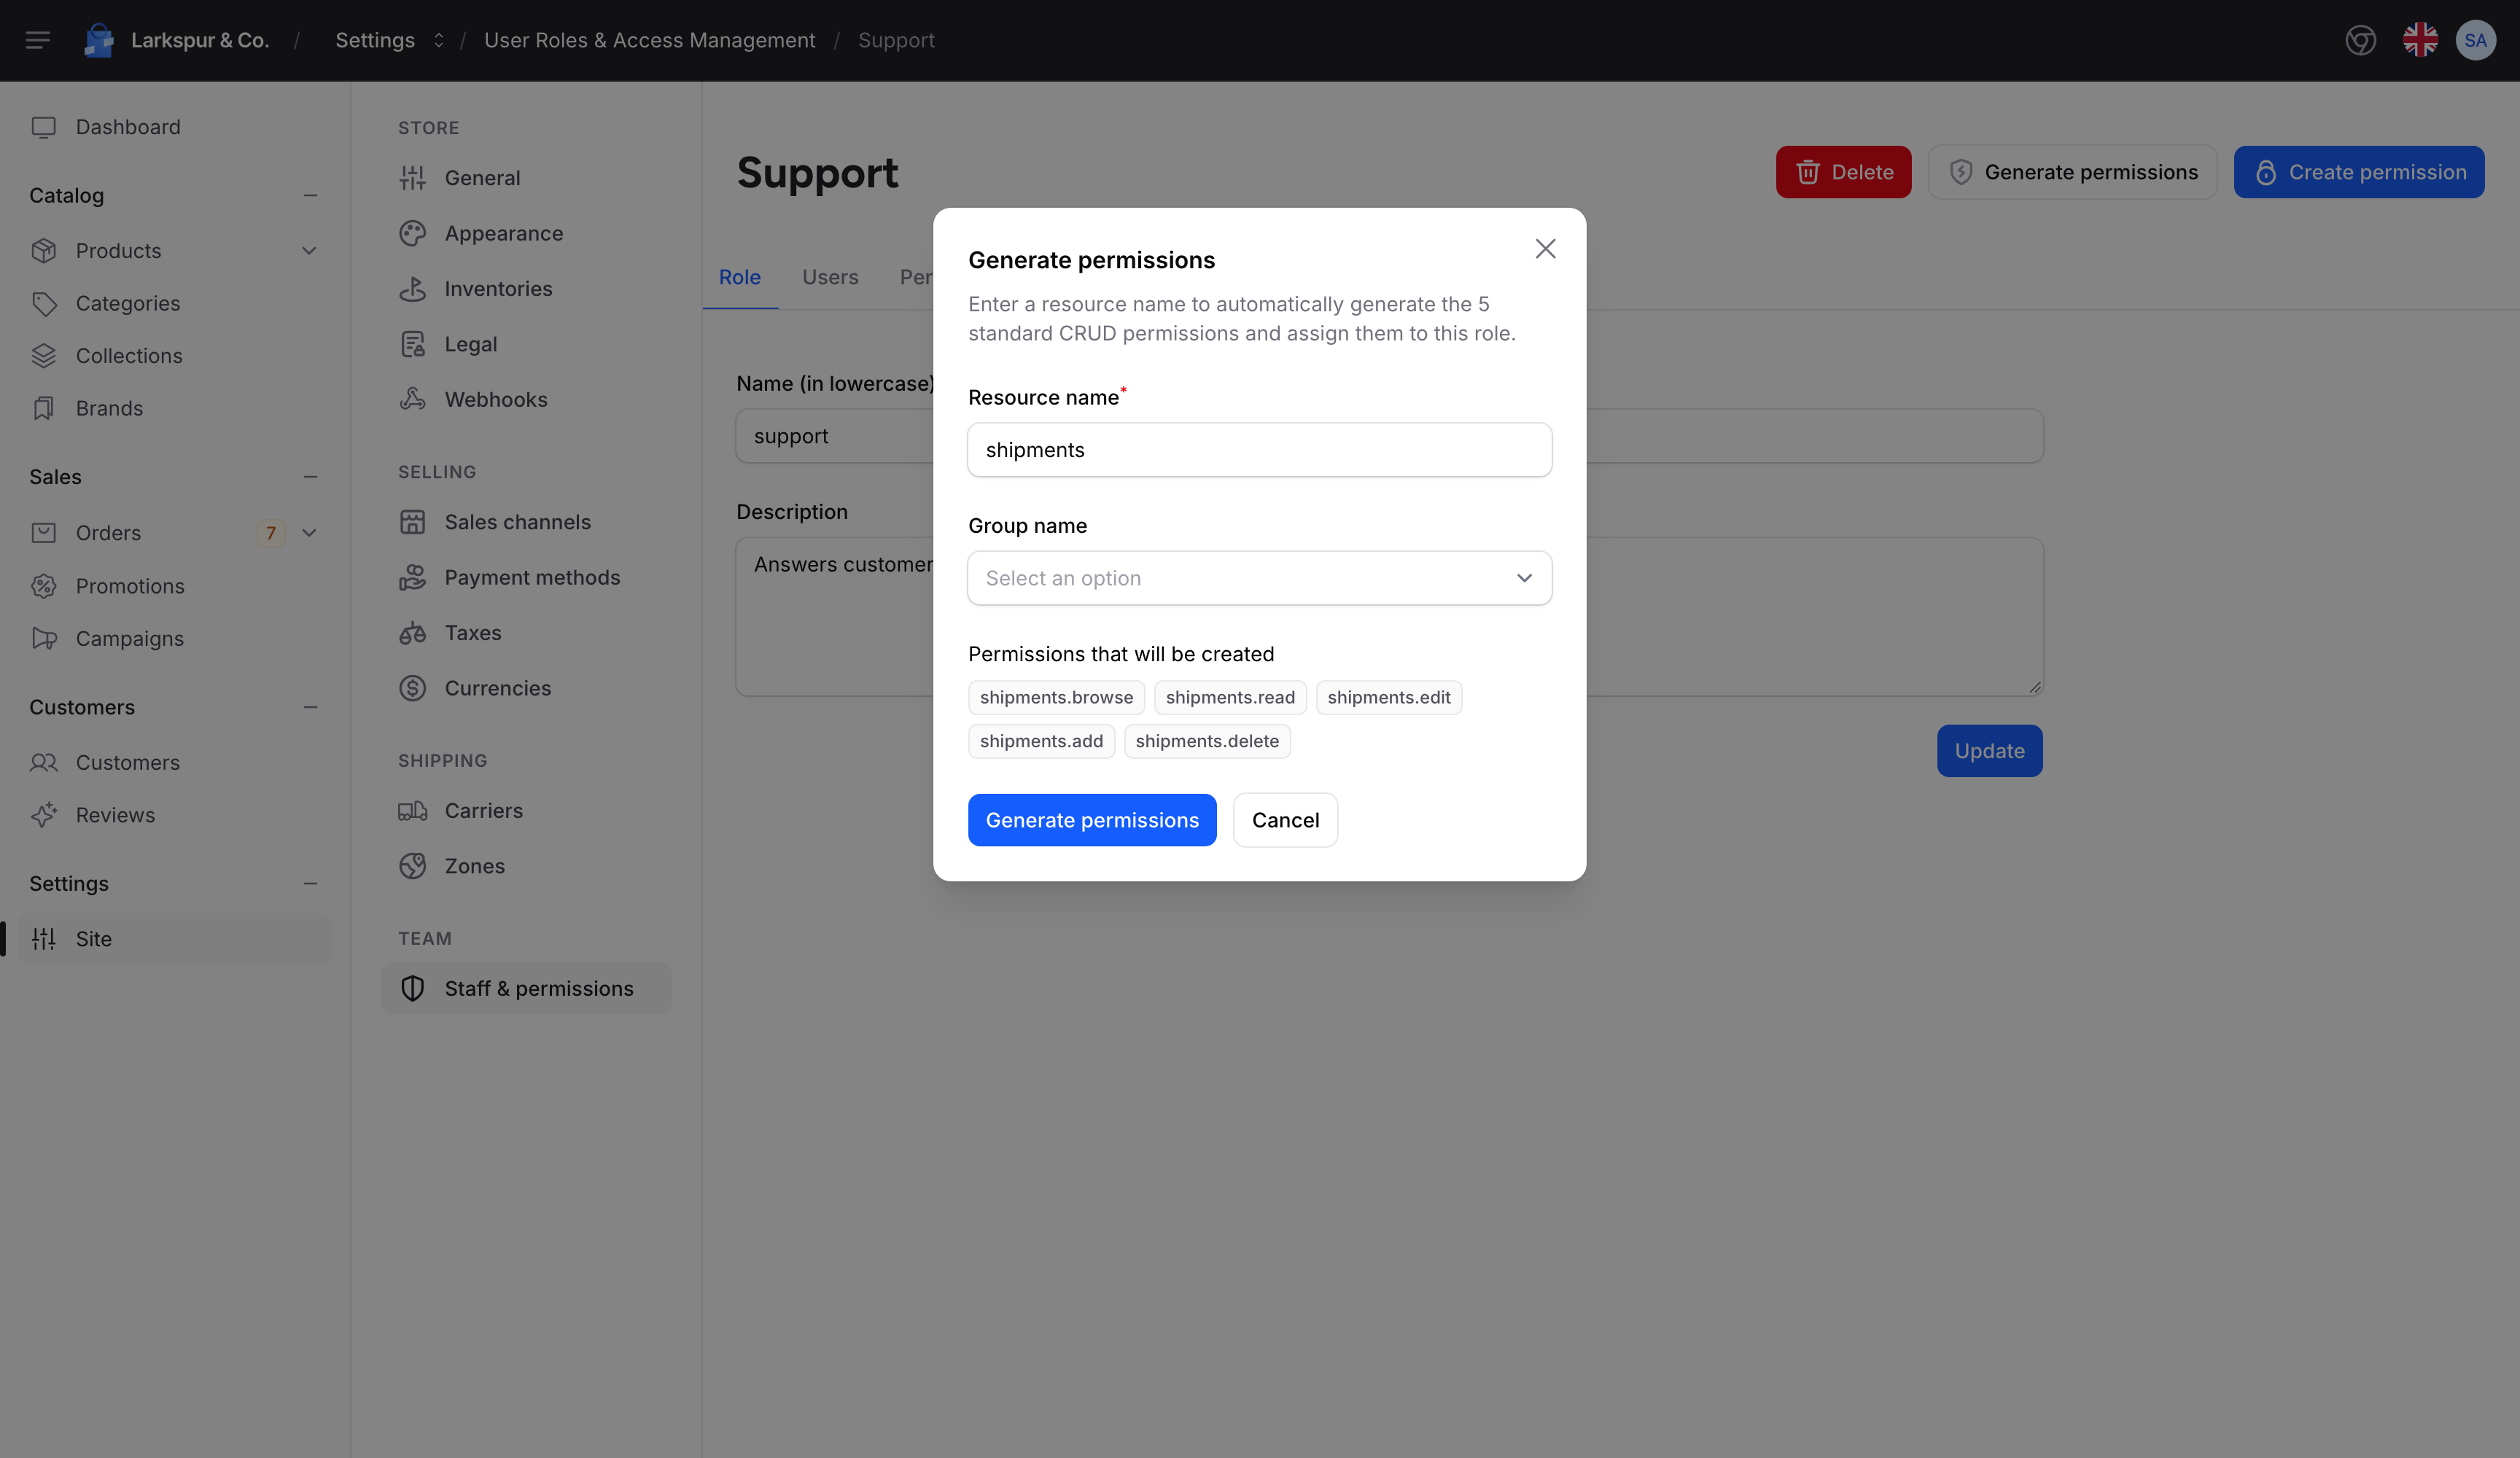 Larkspur & Co. / Settings / User Roles & Access Management / Support
SA
Dashboard
Catalog
Products
Categories
Collections
Brands
Sales
Orders 7
Promotions
Campaigns
Customers
Customers
Reviews
Settings
Site
STORE
General
Appearance
Inventories
Legal
Webhooks
SELLING
Sales channels
Payment methods
Taxes
Currencies
SHIPPING
Carriers
Zones
TEAM
Staff & permissions
Support
Delete
Generate permissions
Create permission
Role
Users
Per
Name (in lowercase)
support
Description
Answers customer
Update
Generate permissions
Enter a resource name to automatically generate the 5
standard CRUD permissions and assign them to this role.
Resource name*
shipments
Group name
Select an option
Permissions that will be created
shipments.browse shipments.read shipments.edit
shipments.add shipments.delete
Generate permissions
Cancel